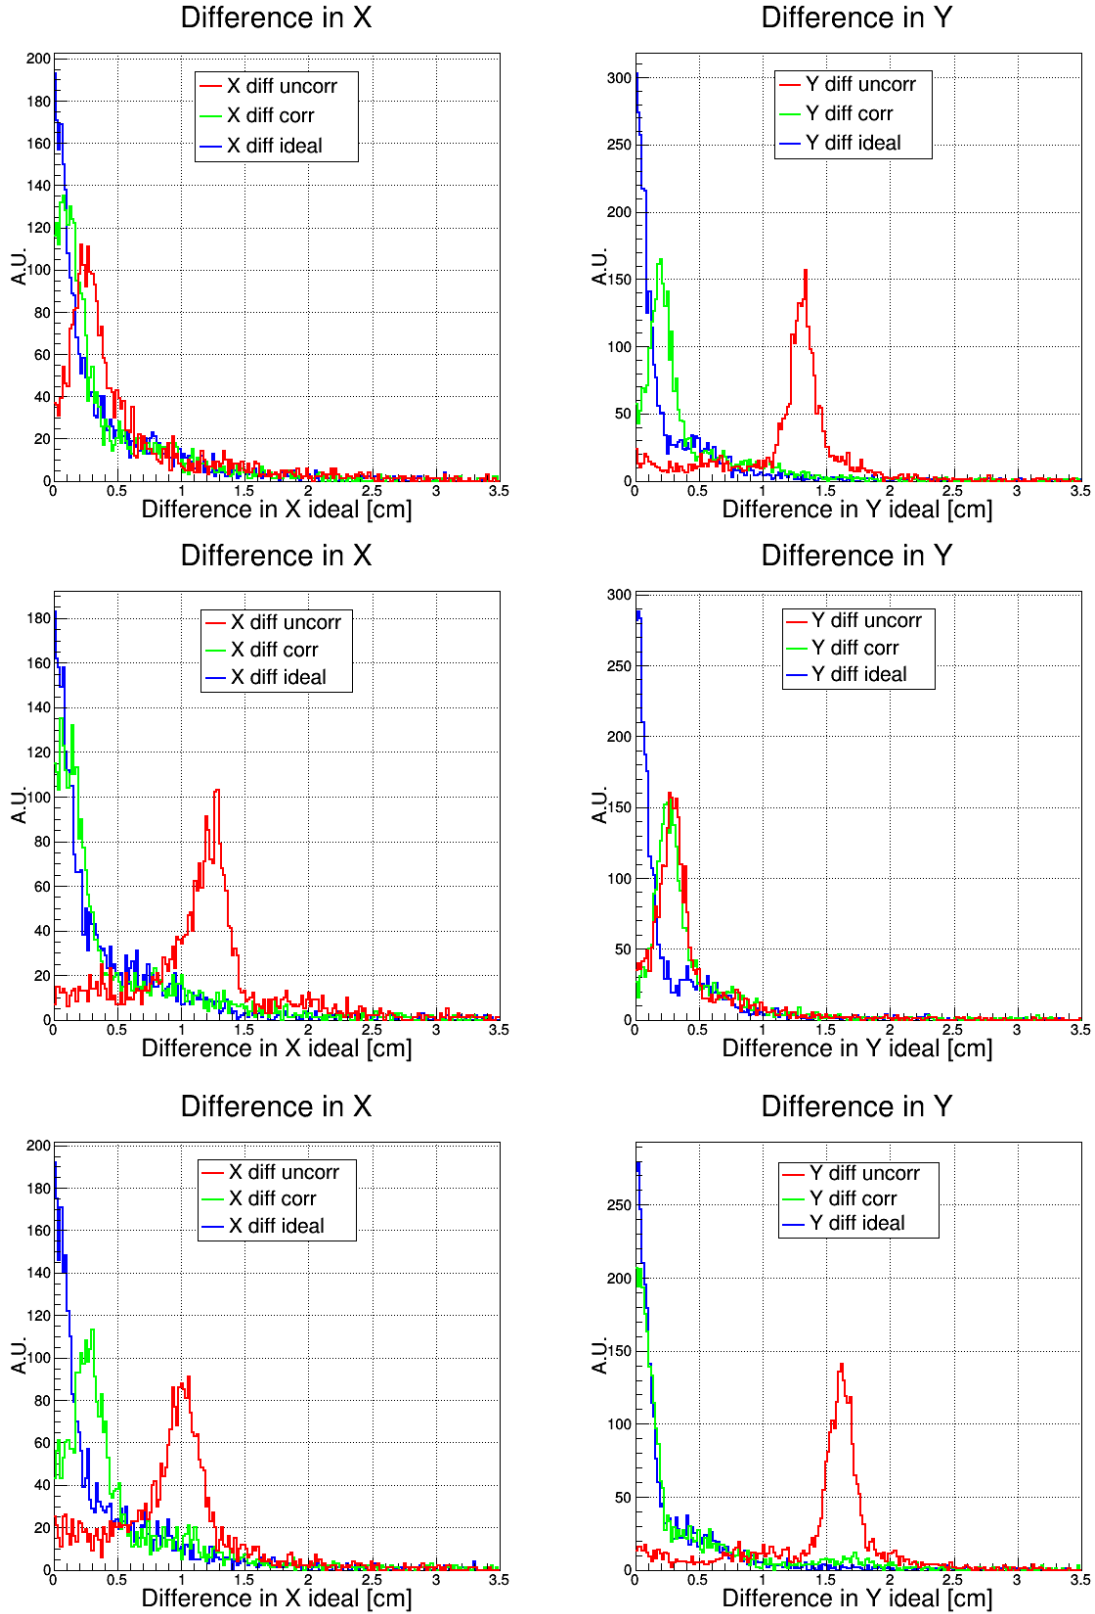 Difference in X
200
180
160
140
120
100
80
60
40
20
0
A.U.
X diff uncorr
X diff corr
X diff ideal
0 0.5 1 1.5 2 2.5 3 3.5
Difference in X ideal [cm]
Difference in Y
300
250
200
150
100
50
0
A.U.
Y diff uncorr
Y diff corr
Y diff ideal
0 0.5 1 1.5 2 2.5 3 3.5
Difference in Y ideal [cm]
Difference in X
180
160
140
120
100
80
60
40
20
0
A.U.
X diff uncorr
X diff corr
X diff ideal
0 0.5 1 1.5 2 2.5 3 3.5
Difference in X ideal [cm]
Difference in Y
300
250
200
150
100
50
0
A.U.
Y diff uncorr
Y diff corr
Y diff ideal
0 0.5 1 1.5 2 2.5 3 3.5
Difference in Y ideal [cm]
Difference in X
200
180
160
140
120
100
80
60
40
20
0
A.U.
X diff uncorr
X diff corr
X diff ideal
0 0.5 1 1.5 2 2.5 3 3.5
Difference in X ideal [cm]
Difference in Y
250
200
150
100
50
0
A.U.
Y diff uncorr
Y diff corr
Y diff ideal
0 0.5 1 1.5 2 2.5 3 3.5
Difference in Y ideal [cm]